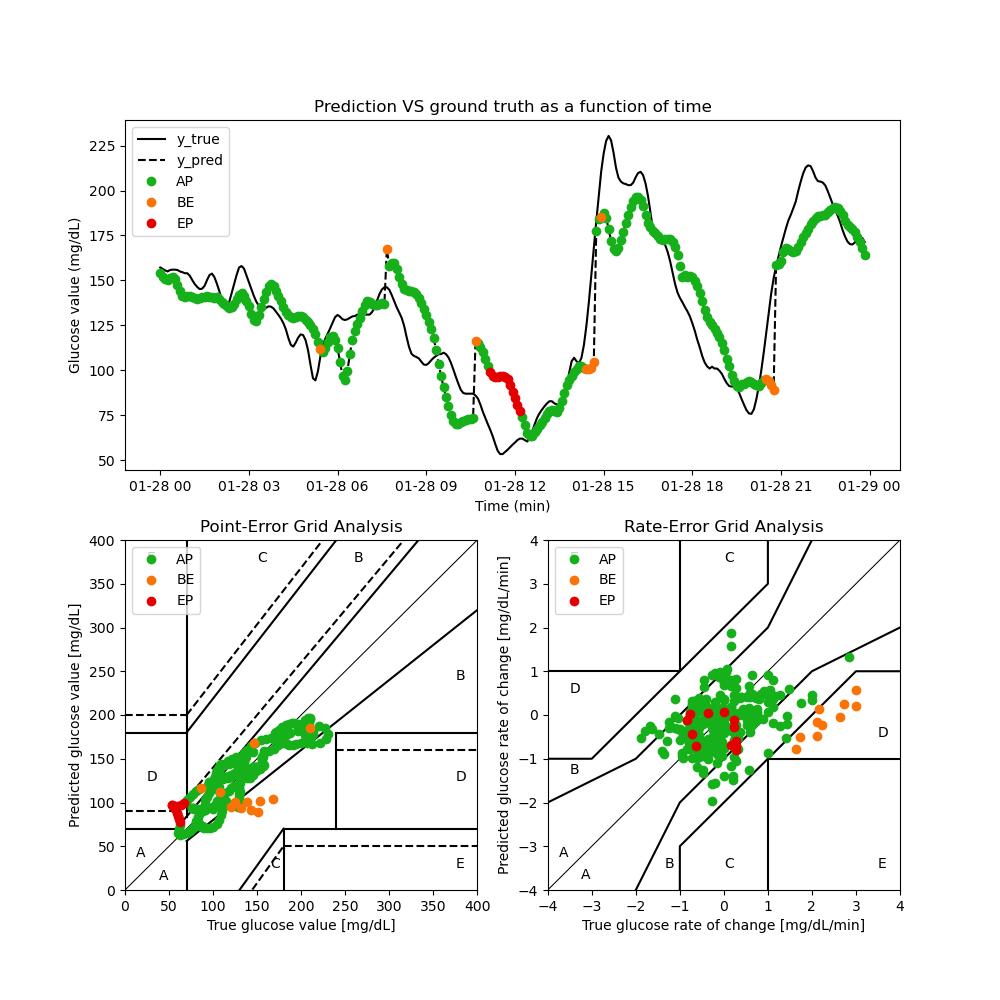 Prediction VS ground truth as a function of time
Glucose value (mg/dL)
225
200
175
150
125
100
75
50
y_true
y_pred
AP
BE
EP
01-28 00 01-28 03 01-28 06 01-28 09 01-28 12 01-28 15 01-28 18 01-28 21 01-29 00
Time (min)
Point-Error Grid Analysis
Predicted glucose value [mg/dL]
400
350
300
250
200
150
100
50
0
AP
BE
EP
C
B
B
D
D
A
A
C
E
0 50 100 150 200 250 300 350 400
True glucose value [mg/dL]
Rate-Error Grid Analysis
Predicted glucose rate of change [mg/dL/min]
4
3
2
1
0
−1
−2
−3
−4
AP
BE
EP
C
D
D
B
A
A
B
C
E
−4 −3 −2 −1 0 1 2 3 4
True glucose rate of change [mg/dL/min]